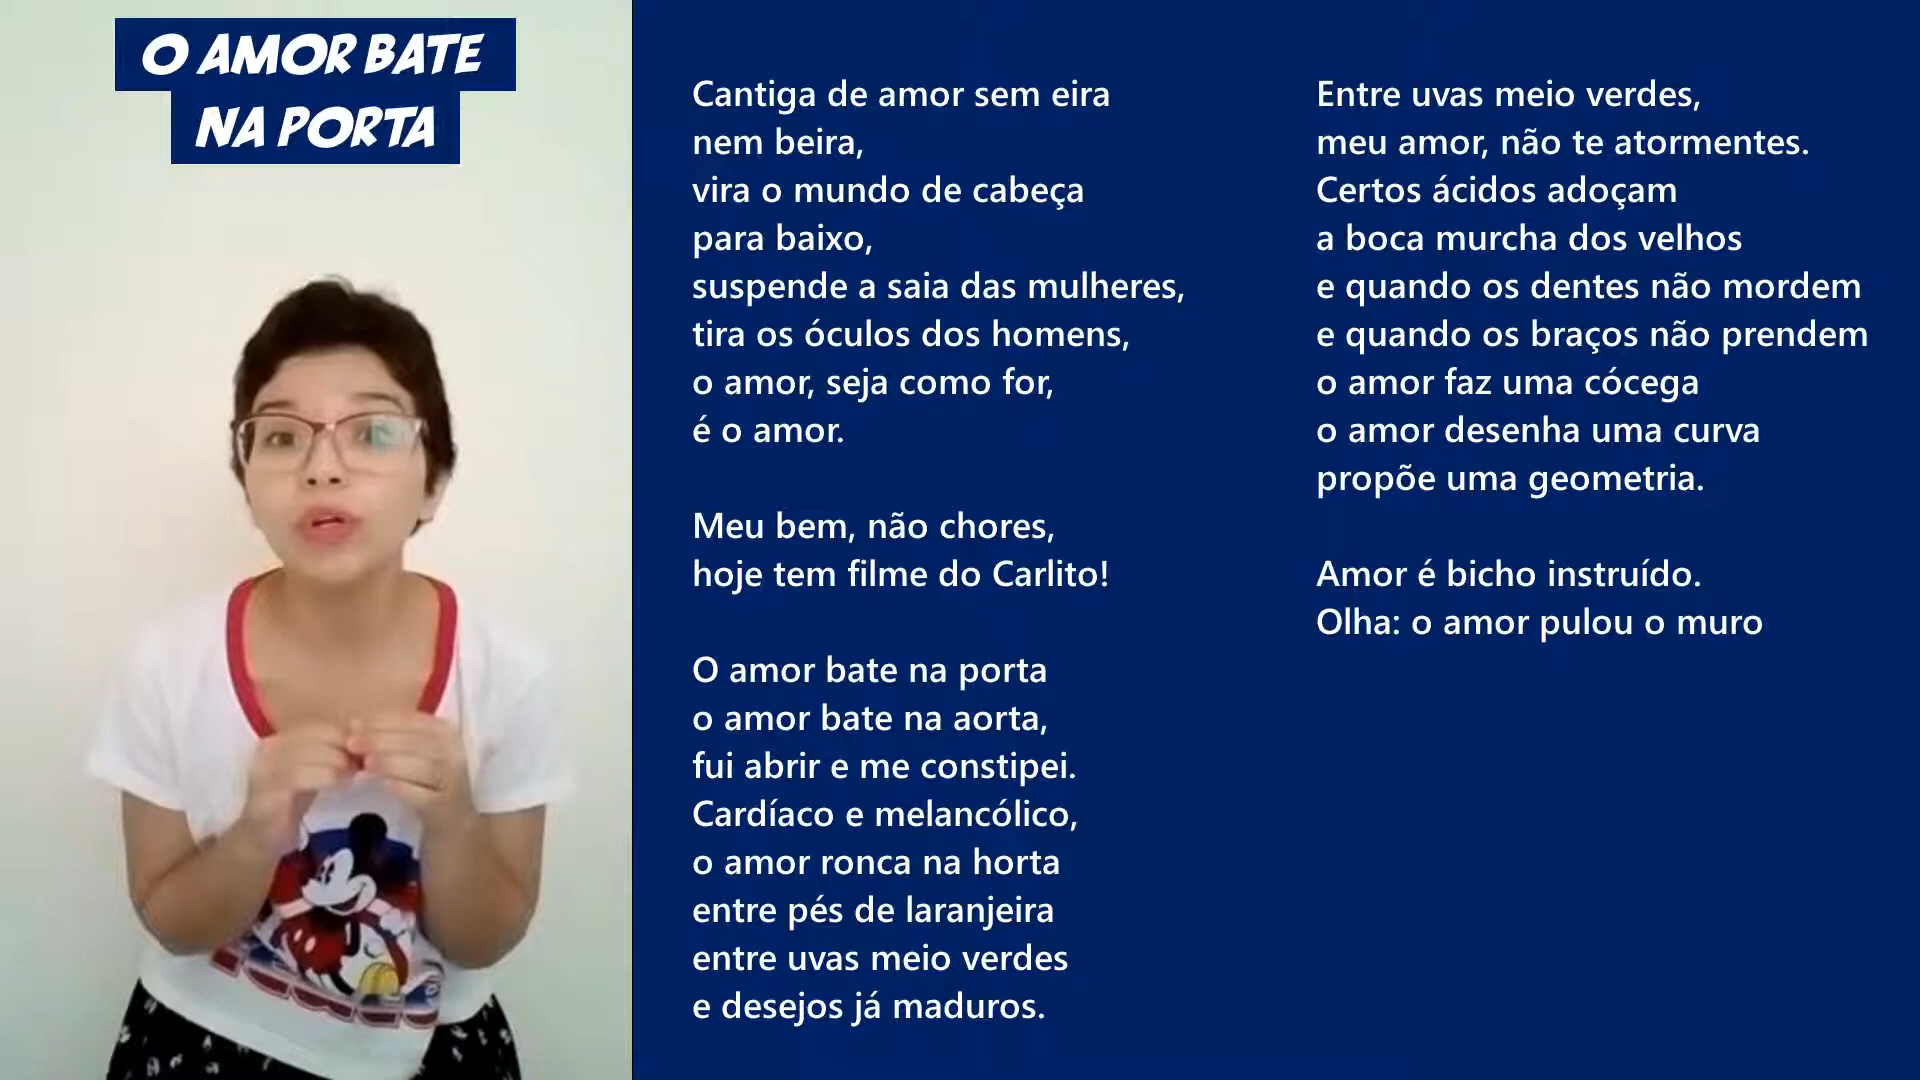 O AMOR BATE
NA PORTA
Cantiga de amor sem eira
nem beira,
vira o mundo de cabeça
para baixo,
suspende a saia das mulheres,
tira os óculos dos homens,
o amor, seja como for,
é o amor.
Meu bem, não chores,
hoje tem filme do Carlito!
O amor bate na porta
o amor bate na aorta,
fui abrir e me constipei.
Cardíaco e melancólico,
o amor ronca na horta
entre pés de laranjeira
entre uvas meio verdes
e desejos já maduros.
Entre uvas meio verdes,
meu amor, não te atormentes.
Certos ácidos adoçam
a boca murcha dos velhos
e quando os dentes não mordem
e quando os braços não prendem
o amor faz uma cócega
o amor desenha uma curva
propõe uma geometria.
Amor é bicho instruído.
Olha: o amor pulou o muro